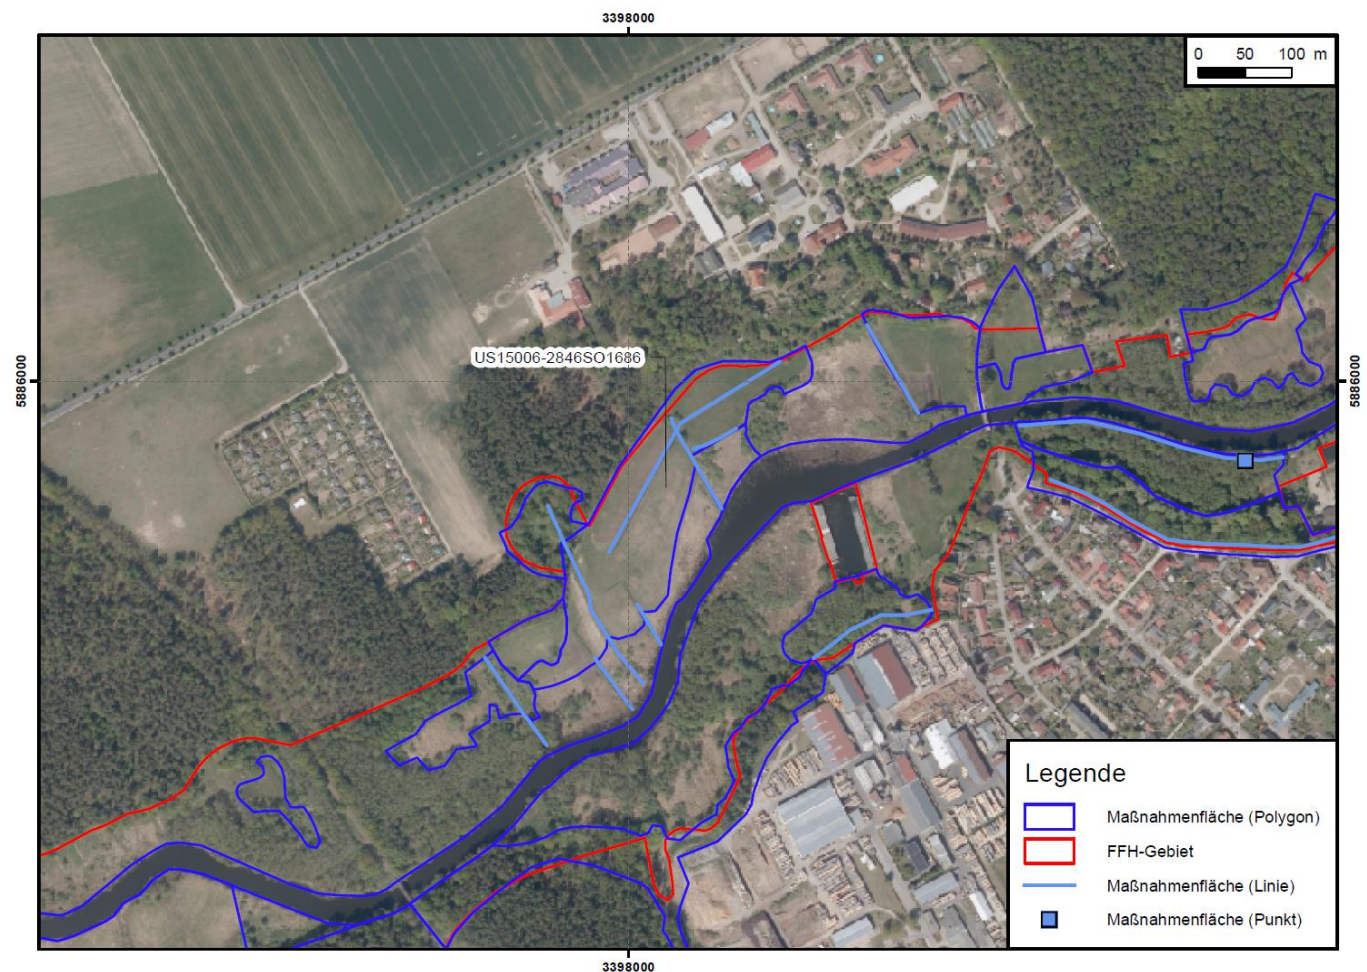 3398000
0 50 100 m
US15006-2846SO1686
5886000
5886000
Legende
Maßnahmenfläche (Polygon)
FFH-Gebiet
Maßnahmenfläche (Linie)
Maßnahmenfläche (Punkt)
3398000